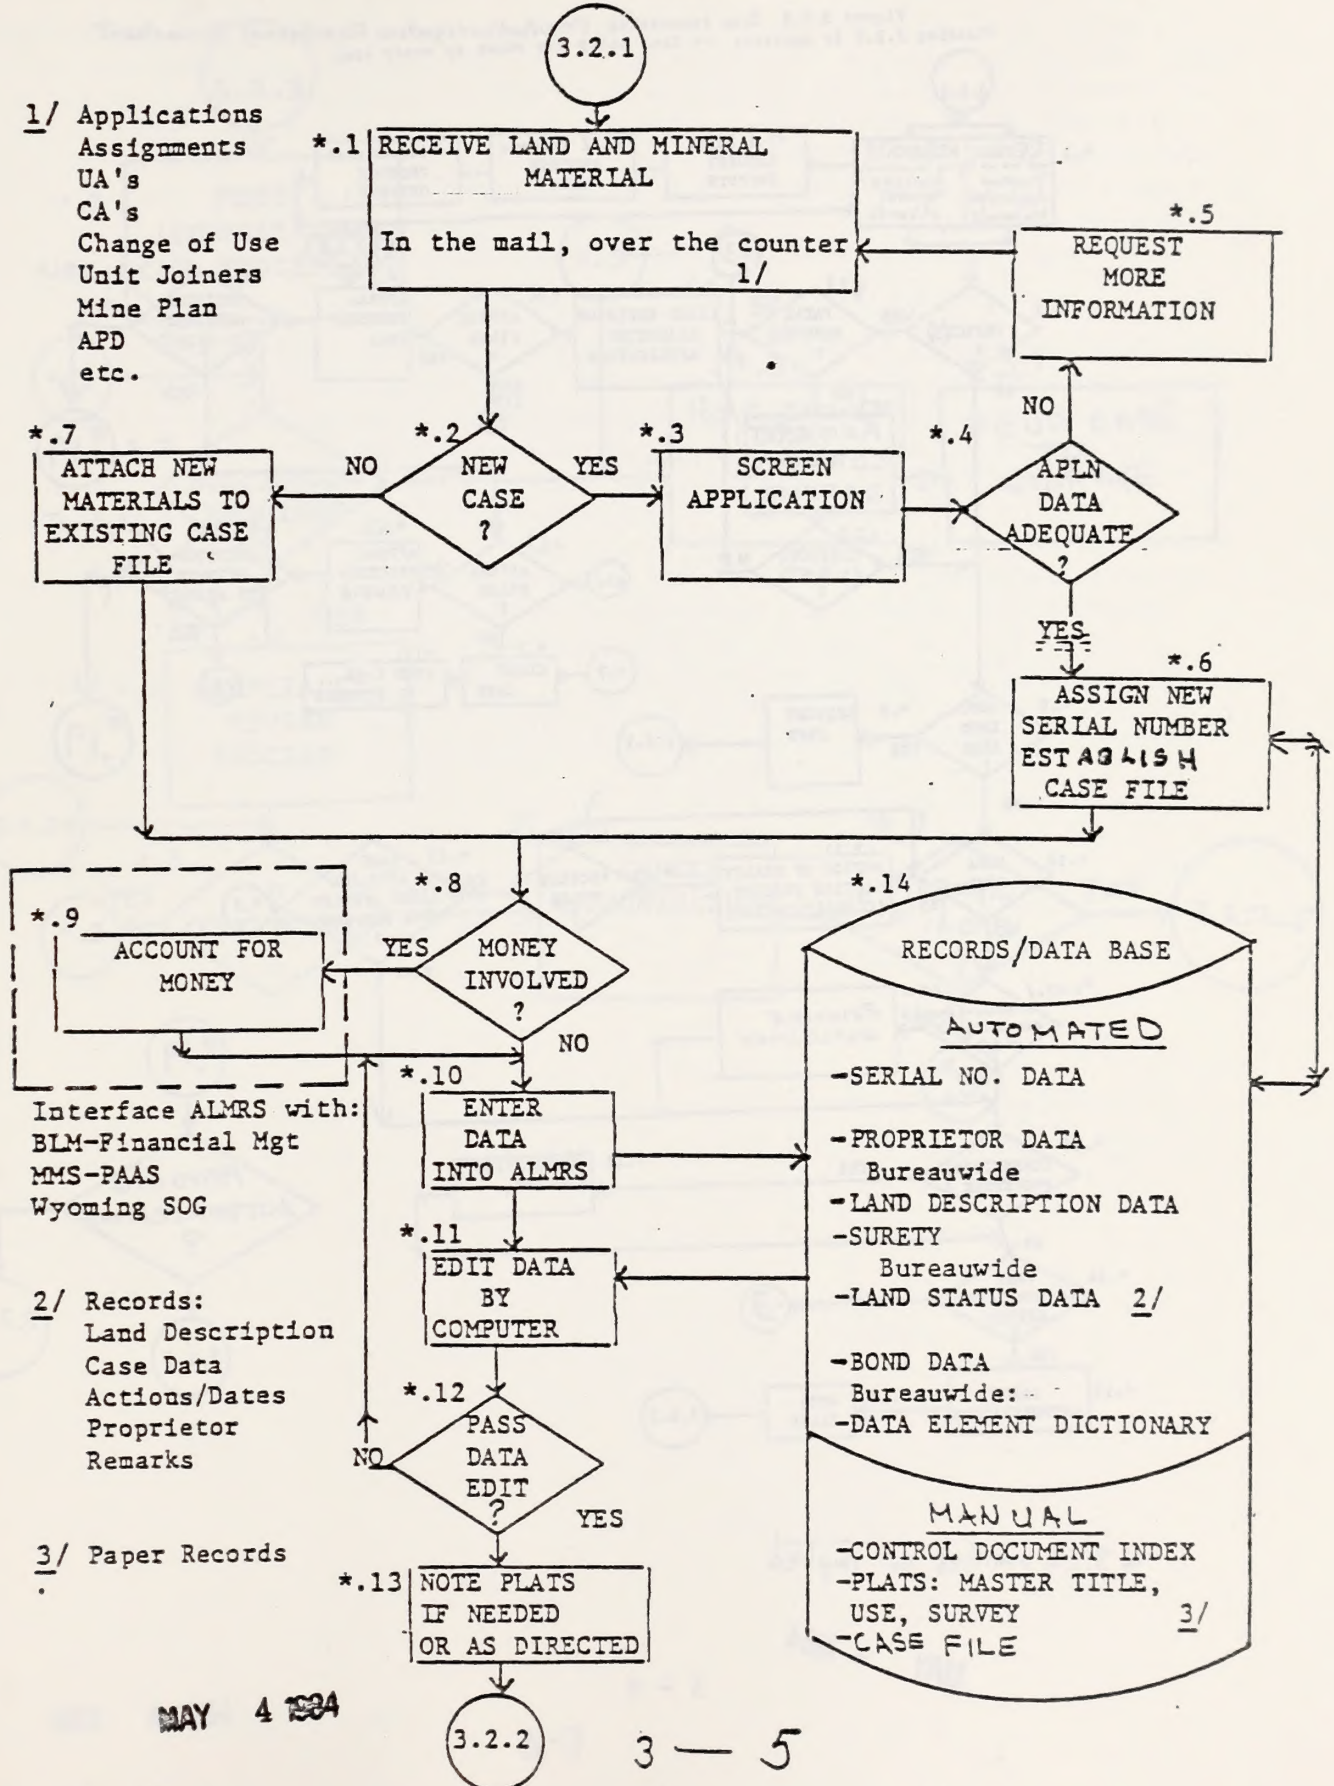 3.2.1
1/ Applications
Assignments
UA's
CA's
Change of Use
Unit Joiners
Mine Plan
APD
etc.
*.1 RECEIVE LAND AND MINERAL
MATERIAL
In the mail, over the counter
1/
*.5
REQUEST
MORE
INFORMATION
NO
*.7
ATTACH NEW
MATERIALS TO
EXISTING CASE
FILE
NO
*.2
NEW
CASE
?
YES
*.3
SCREEN
APPLICATION
*.4
APLN
DATA
ADEQUATE
?
YES
*.6
ASSIGN NEW
SERIAL NUMBER
ESTABLISH
CASE FILE
*.8
MONEY
INVOLVED
?
YES
NO
*.9
ACCOUNT FOR
MONEY
Interface ALMRS with:
BLM-Financial Mgt
MMS-PAAS
Wyoming SOG
*.10
ENTER
DATA
INTO ALMRS
*.11
EDIT DATA
BY
COMPUTER
2/ Records:
Land Description
Case Data
Actions/Dates
Proprietor
Remarks
*.12
PASS
DATA
EDIT
?
NO
YES
3/ Paper Records
*.13 NOTE PLATS
IF NEEDED
OR AS DIRECTED
*.14
RECORDS/DATA BASE
AUTOMATED
-SERIAL NO. DATA
-PROPRIETOR DATA
Bureauwide
-LAND DESCRIPTION DATA
-SURETY
Bureauwide
-LAND STATUS DATA 2/
-BOND DATA
Bureauwide:
-DATA ELEMENT DICTIONARY
MANUAL
-CONTROL DOCUMENT INDEX
-PLATS: MASTER TITLE,
USE, SURVEY 3/
-CASE FILE
MAY 4 1984
3.2.2
3 — 5